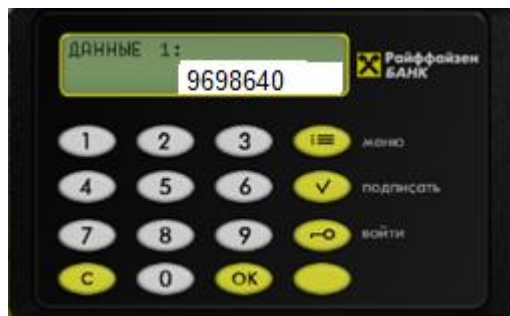 ДАННЫЕ 1:
9698640
Райффайзен
БАНК
1 2 3 меню
4 5 6 подписать
7 8 9 войти
C 0 OK